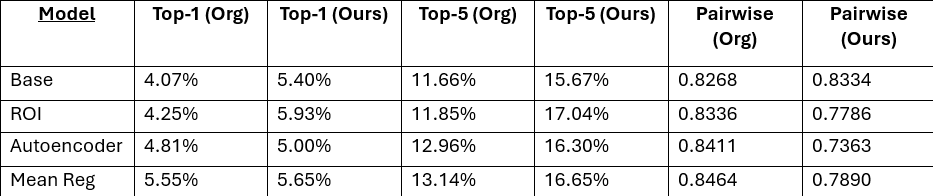 Model Top-1 (Org) Top-1 (Ours) Top-5 (Org) Top-5 (Ours) Pairwise (Org) Pairwise (Ours)
Base 4.07% 5.40% 11.66% 15.67% 0.8268 0.8334
ROI 4.25% 5.93% 11.85% 17.04% 0.8336 0.7786
Autoencoder 4.81% 5.00% 12.96% 16.30% 0.8411 0.7363
Mean Reg 5.55% 5.65% 13.14% 16.65% 0.8464 0.7890